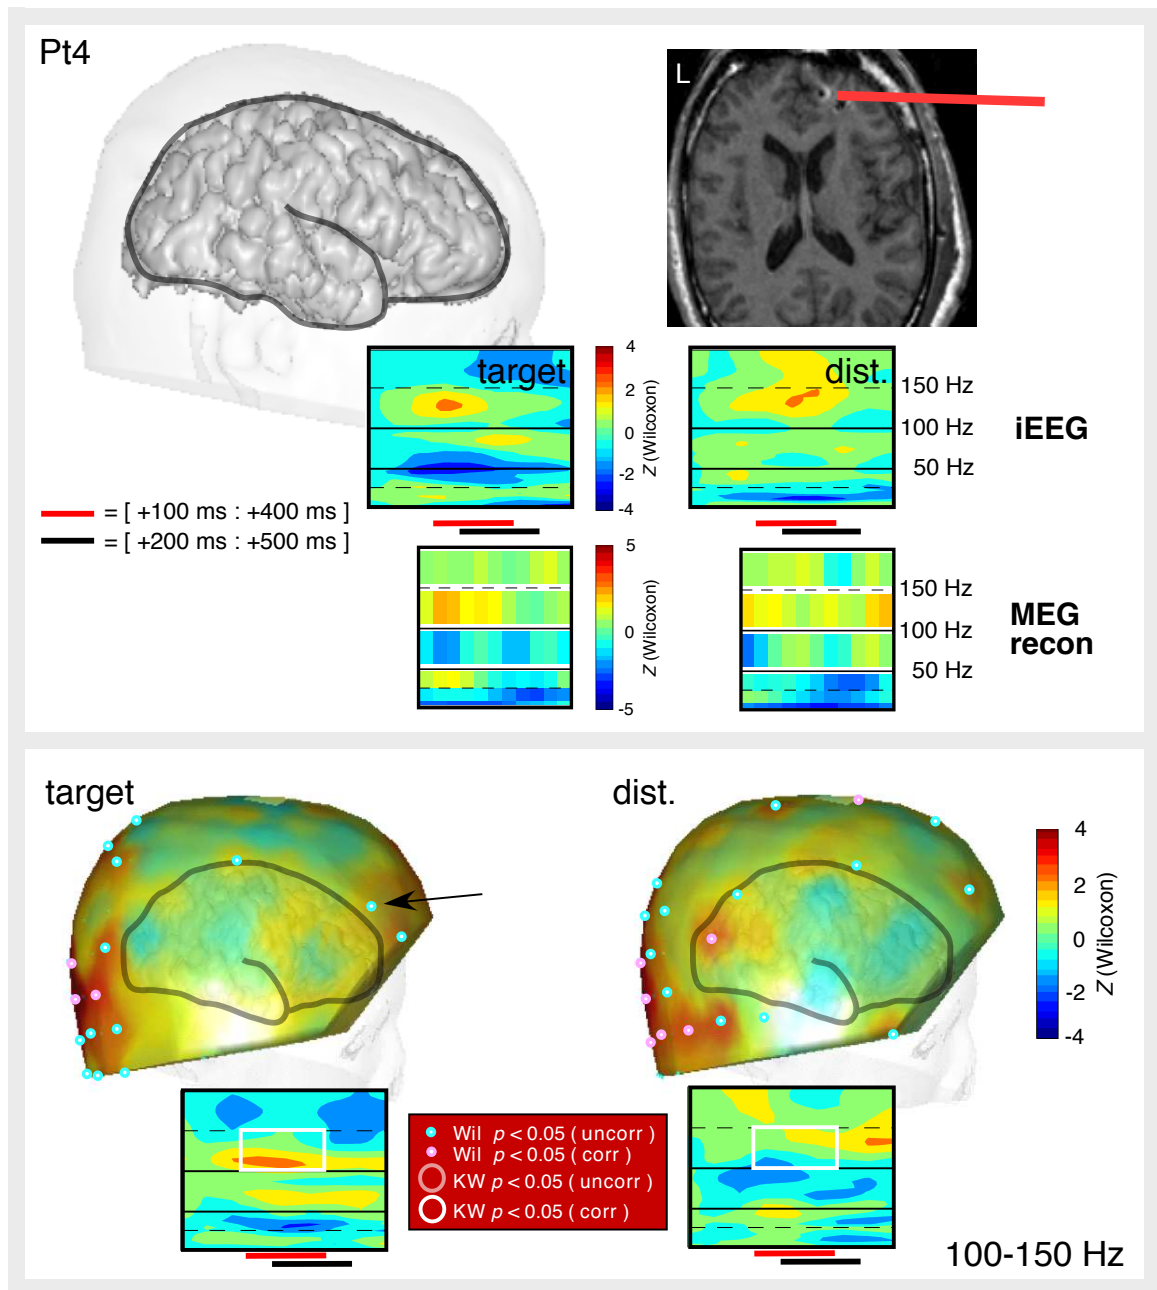 Pt4
L
target
dist.
4
2
0
-2
-4
Z (Wilcoxon)
150 Hz
100 Hz
50 Hz
iEEG
= [ +100 ms : +400 ms ]
= [ +200 ms : +500 ms ]
5
0
-5
Z (Wilcoxon)
150 Hz
100 Hz
50 Hz
MEG
recon
target
dist.
4
2
0
-2
-4
Z (Wilcoxon)
Wil p < 0.05 ( uncorr )
Wil p < 0.05 ( corr )
KW p < 0.05 ( uncorr )
KW p < 0.05 ( corr )
100-150 Hz